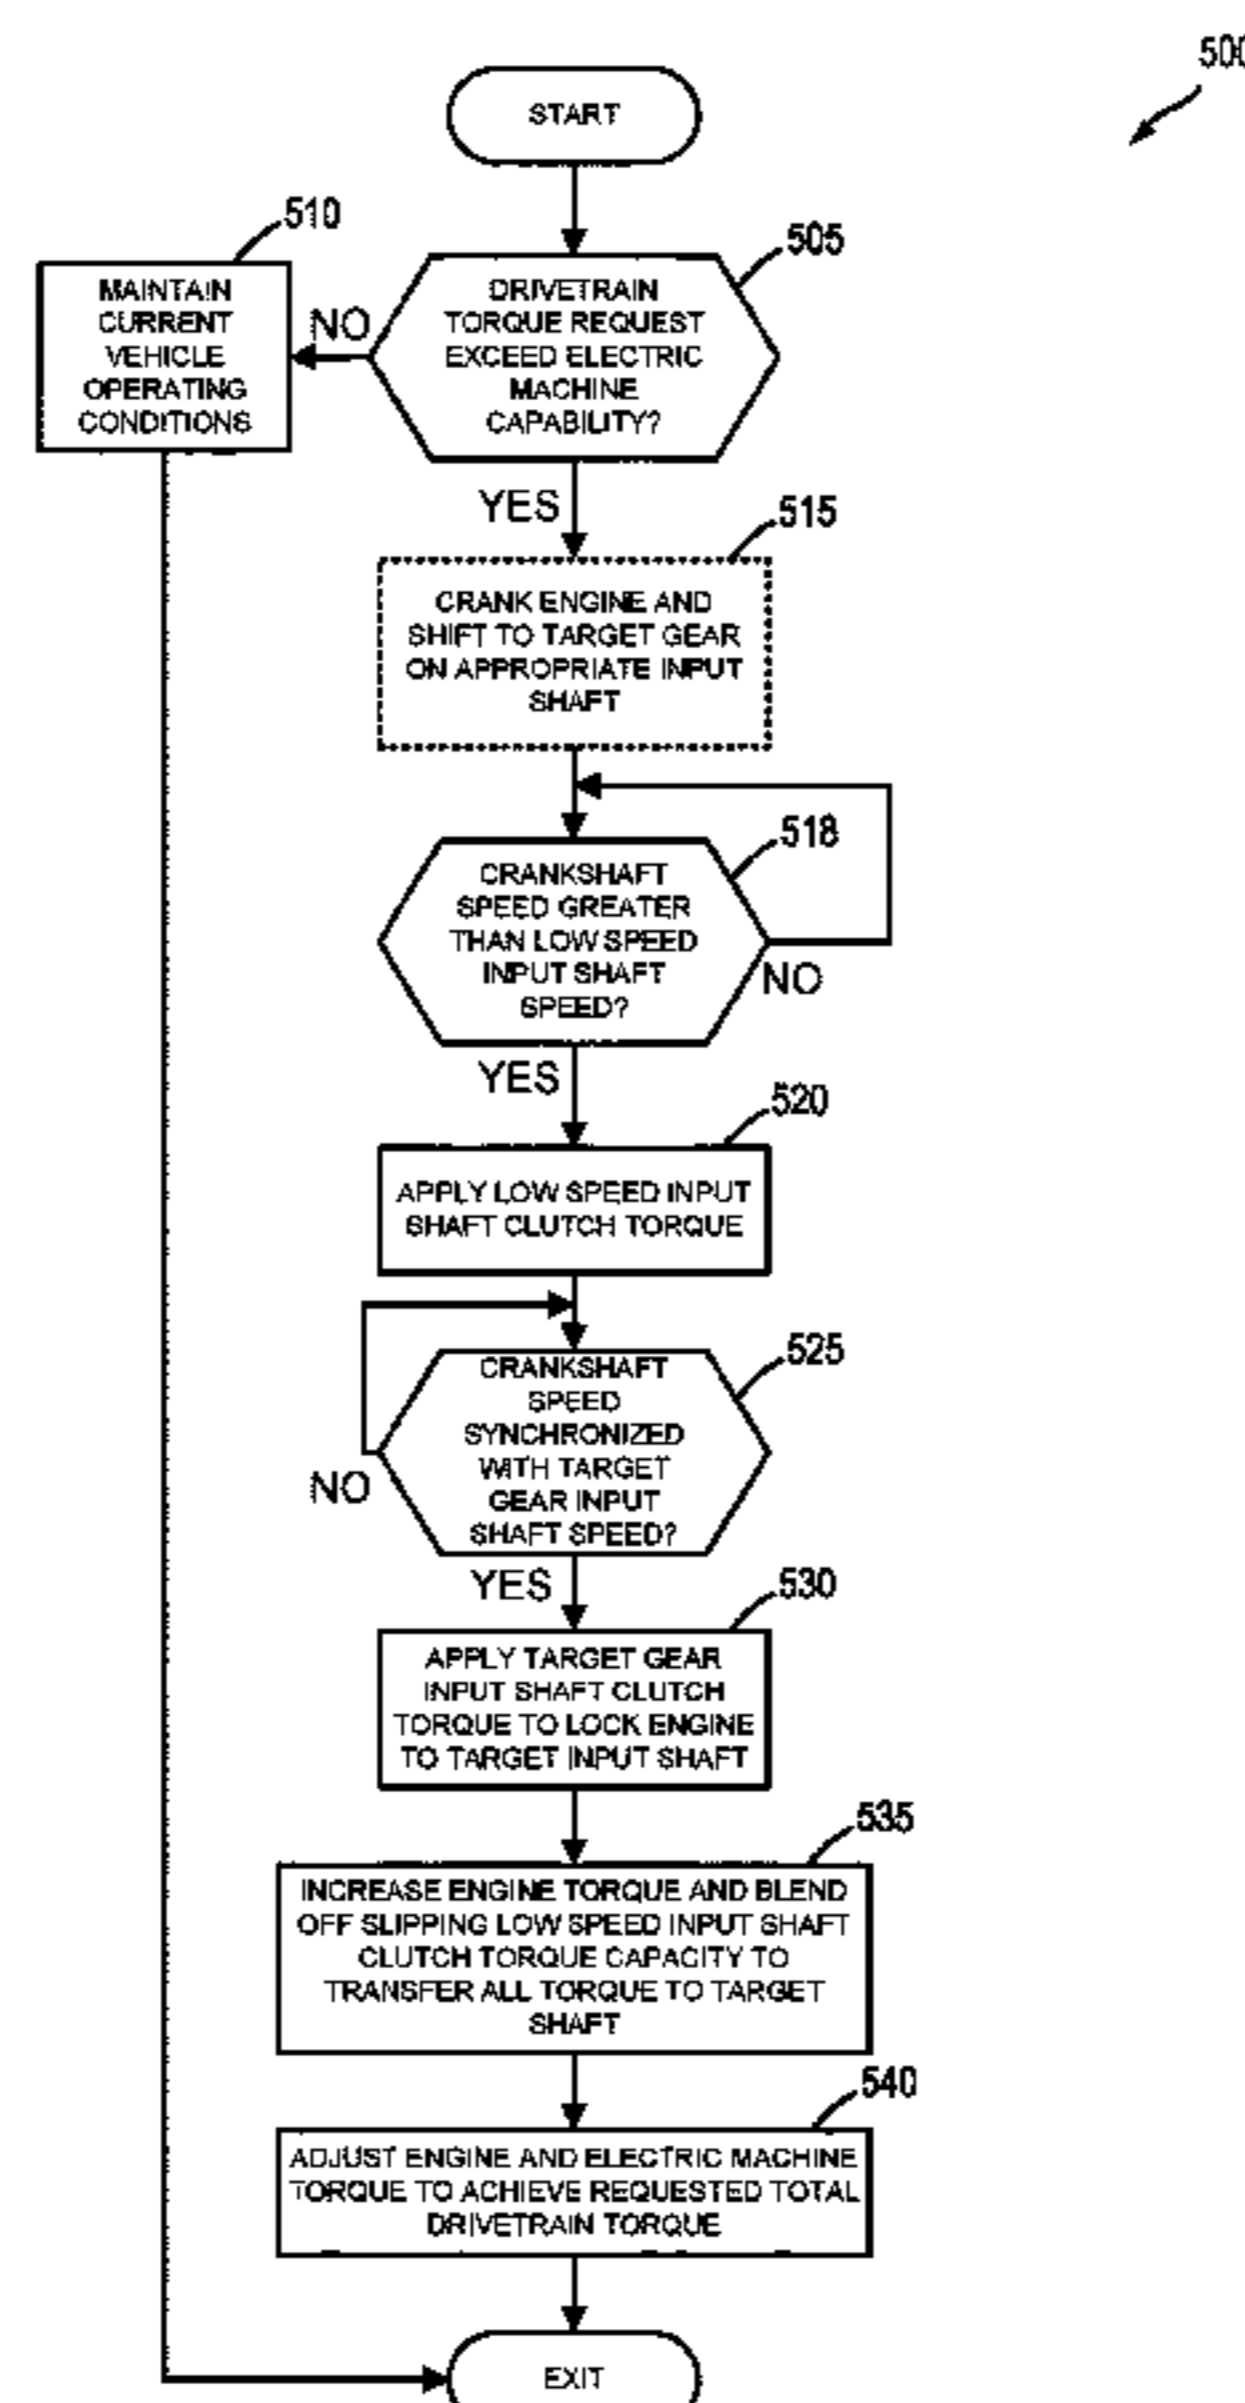 500
START
510
505
MAINTAIN
CURRENT
VEHICLE
OPERATING
CONDITIONS
NO
DRIVETRAIN
TORQUE REQUEST
EXCEED ELECTRIC
MACHINE
CAPABILITY?
YES
515
CRANK ENGINE AND
SHIFT TO TARGET GEAR
ON APPROPRIATE INPUT
SHAFT
518
CRANKSHAFT
SPEED GREATER
THAN LOW SPEED
INPUT SHAFT
SPEED?
NO
YES
520
APPLY LOW SPEED INPUT
SHAFT CLUTCH TORQUE
525
CRANKSHAFT
SPEED
SYNCHRONIZED
WITH TARGET
GEAR INPUT
SHAFT SPEED?
NO
YES
530
APPLY TARGET GEAR
INPUT SHAFT CLUTCH
TORQUE TO LOCK ENGINE
TO TARGET INPUT SHAFT
535
INCREASE ENGINE TORQUE AND BLEND
OFF SLIPPING LOW SPEED INPUT SHAFT
CLUTCH TORQUE CAPACITY TO
TRANSFER ALL TORQUE TO TARGET
SHAFT
540
ADJUST ENGINE AND ELECTRIC MACHINE
TORQUE TO ACHIEVE REQUESTED TOTAL
DRIVETRAIN TORQUE
EXIT